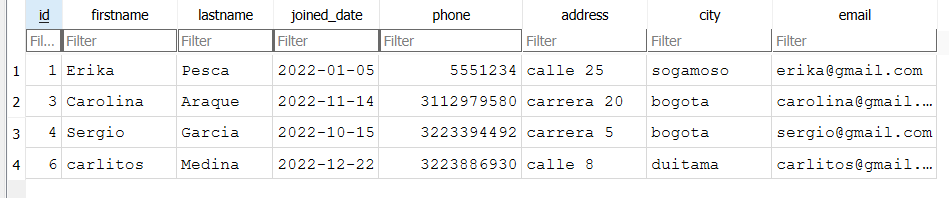 id firstname lastname joined_date phone address city email
Fil... Filter Filter Filter Filter Filter Filter Filter
1 1 Erika Pesca 2022-01-05 5551234 calle 25 sogamoso erika@gmail.com
2 3 Carolina Araque 2022-11-14 3112979580 carrera 20 bogota carolina@gmail....
3 4 Sergio Garcia 2022-10-15 3223394492 carrera 5 bogota sergio@gmail.com
4 6 carlitos Medina 2022-12-22 3223886930 calle 8 duitama carlitos@gmail....